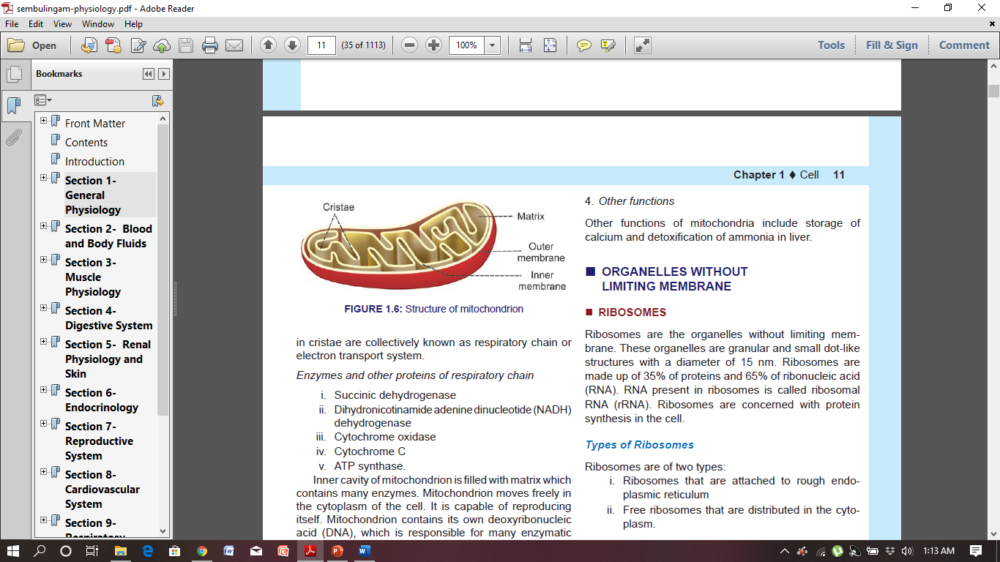 sembulingam-physiology.pdf - Adobe Reader
File Edit View Window Help
Open
11
(35 of 1113)
100%
Tools
Fill & Sign
Comment
Bookmarks
Front Matter
Contents
Introduction
Section 1-
General
Physiology
Section 2- Blood
and Body Fluids
Section 3-
Muscle
Physiology
Section 4-
Digestive System
Section 5- Renal
Physiology and
Skin
Section 6-
Endocrinology
Section 7-
Reproductive
System
Section 8-
Cardiovascular
System
Section 9-
Respiratory
Chapter 1 ♦ Cell 11
Cristae
Matrix
Outer
membrane
Inner
membrane
FIGURE 1.6: Structure of mitochondrion
in cristae are collectively known as respiratory chain or
electron transport system.
Enzymes and other proteins of respiratory chain
i. Succinic dehydrogenase
ii. Dihydronicotinamide adenine dinucleotide (NADH)
dehydrogenase
iii. Cytochrome oxidase
iv. Cytochrome C
v. ATP synthase.
Inner cavity of mitochondrion is filled with matrix which
contains many enzymes. Mitochondrion moves freely in
the cytoplasm of the cell. It is capable of reproducing
itself. Mitochondrion contains its own deoxyribonucleic
acid (DNA), which is responsible for many enzymatic
4. Other functions
Other functions of mitochondria include storage of
calcium and detoxification of ammonia in liver.
■ ORGANELLES WITHOUT
LIMITING MEMBRANE
■ RIBOSOMES
Ribosomes are the organelles without limiting mem-
brane. These organelles are granular and small dot-like
structures with a diameter of 15 nm. Ribosomes are
made up of 35% of proteins and 65% of ribonucleic acid
(RNA). RNA present in ribosomes is called ribosomal
RNA (rRNA). Ribosomes are concerned with protein
synthesis in the cell.
Types of Ribosomes
Ribosomes are of two types:
i. Ribosomes that are attached to rough endo-
plasmic reticulum
ii. Free ribosomes that are distributed in the cyto-
plasm.
1:13 AM